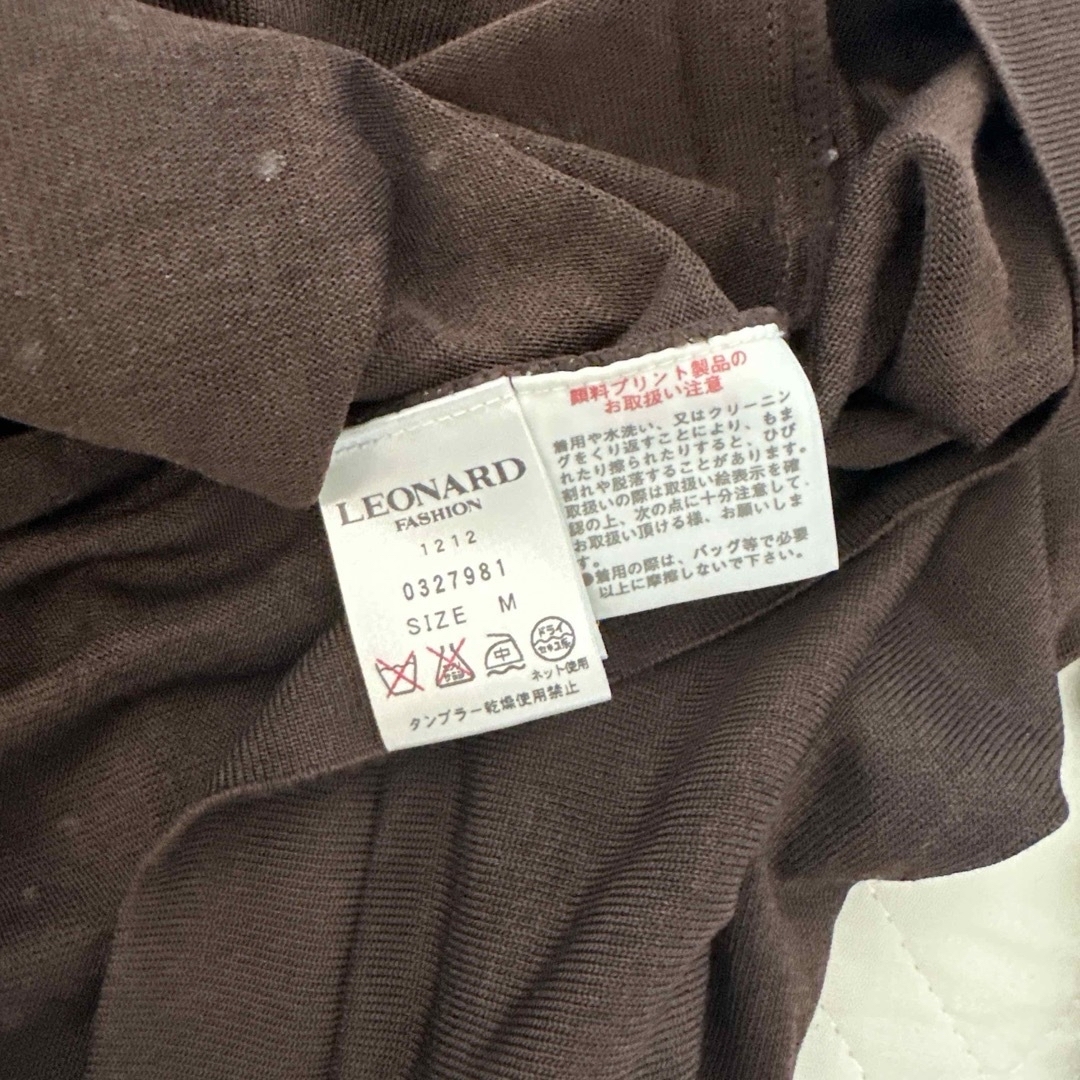 LEONARD
FASHION
1212
0327981
SIZE M
中
ドライ
セキユ系
ネット使用
タンブラー乾燥使用禁止
顔料プリント製品の
お取扱い注意
着用や水洗い、又はクリーニン
グをくり返すことにより、もま
れたり擦られたりすると、ひび
割れや脱落することがあります。
取扱いの際は取扱い絵表示を確
認の上、次の点に十分注意して、
お取扱い頂ける様、お願いしま
す。
●着用の際は、バッグ等で必要
以上に摩擦しないで下さい。